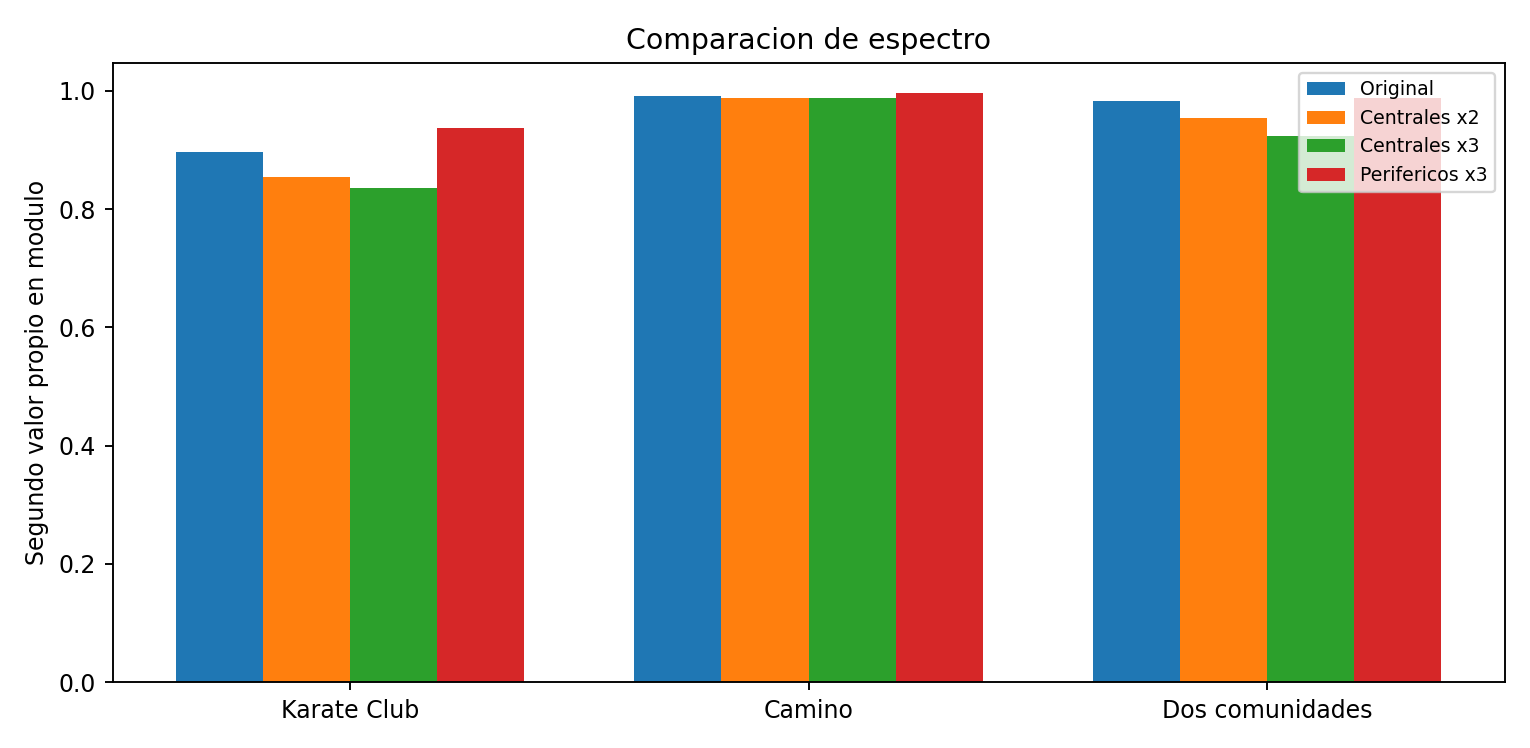 Comparacion de espectro
Segundo valor propio en modulo
1.0
0.8
0.6
0.4
0.2
0.0
Original
Centrales x2
Centrales x3
Perifericos x3
Karate Club
Camino
Dos comunidades